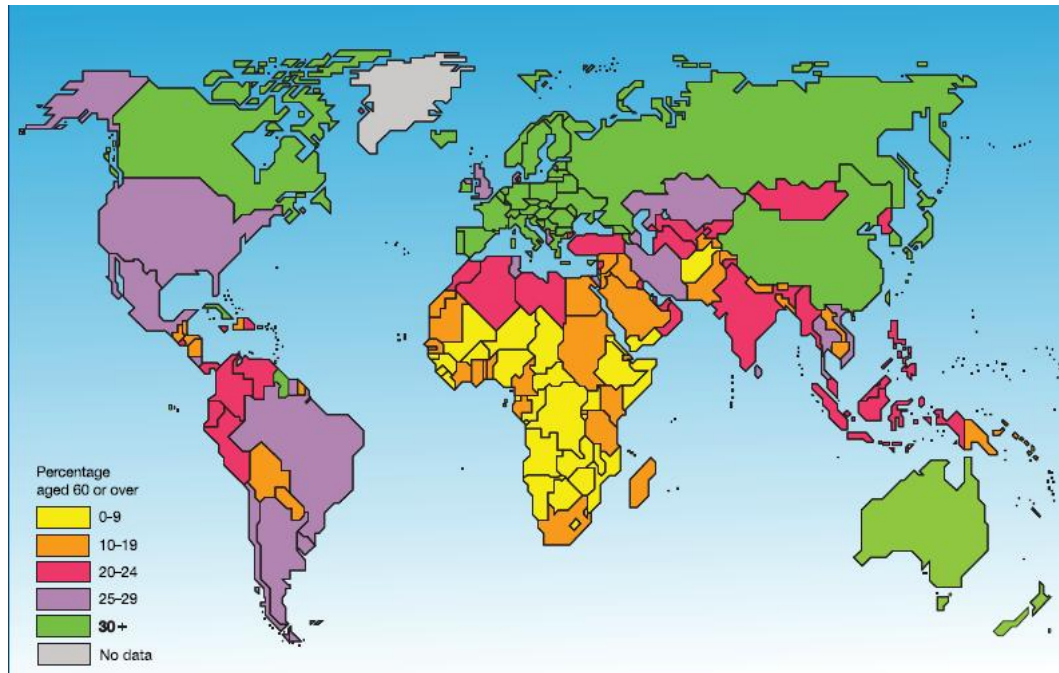 Percentage
aged 60 or over
0–9
10–19
20–24
25–29
30+
No data